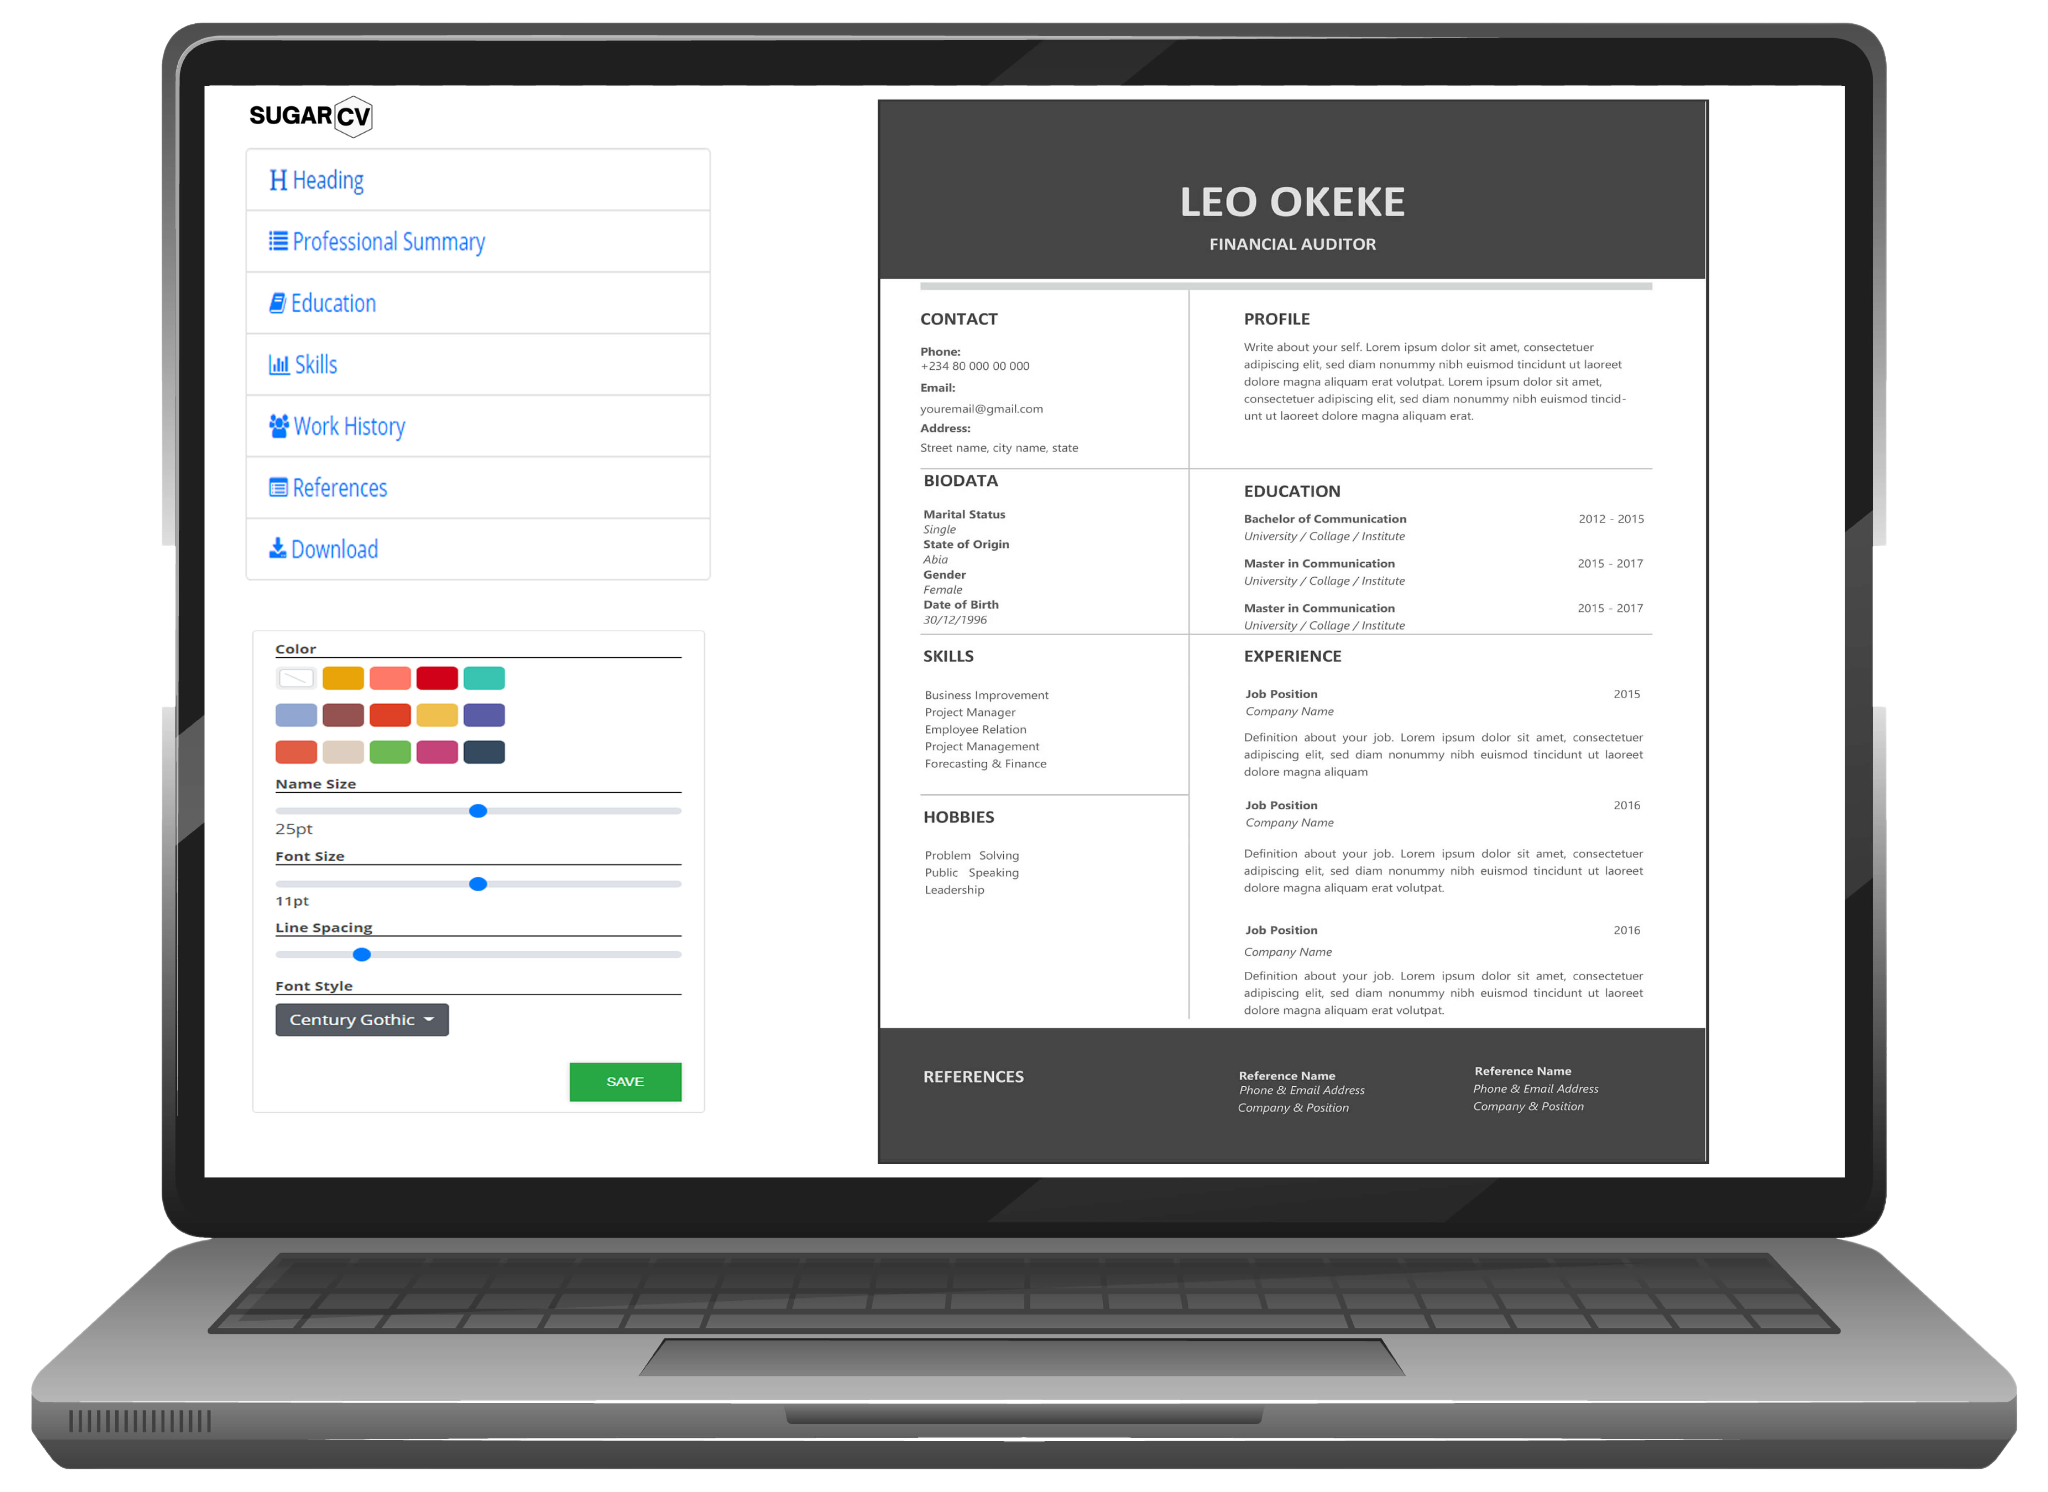 SUGAR CV
H Heading
Professional Summary
Education
Skills
Work History
References
Download
Color
Name Size
25pt
Font Size
11pt
Line Spacing
Font Style
Century Gothic
SAVE
LEO OKEKE
FINANCIAL AUDITOR
CONTACT
Phone:
+234 80 000 00 000
Email:
youremail@gmail.com
Address:
Street name, city name, state
BIODATA
Marital Status
Single
State of Origin
Abia
Gender
Female
Date of Birth
30/12/1996
SKILLS
Business Improvement
Project Manager
Employee Relation
Project Management
Forecasting & Finance
HOBBIES
Problem Solving
Public Speaking
Leadership
PROFILE
Write about your self. Lorem ipsum dolor sit amet, consectetuer
adipiscing elit, sed diam nonummy nibh euismod tincidunt ut laoreet
dolore magna aliquam erat volutpat. Lorem ipsum dolor sit amet,
consectetuer adipiscing elit, sed diam nonummy nibh euismod tincid-
unt ut laoreet dolore magna aliquam erat.
EDUCATION
Bachelor of Communication 2012 - 2015
University / Collage / Institute
Master in Communication 2015 - 2017
University / Collage / Institute
Master in Communication 2015 - 2017
University / Collage / Institute
EXPERIENCE
Job Position 2015
Company Name
Definition about your job. Lorem ipsum dolor sit amet, consectetuer
adipiscing elit, sed diam nonummy nibh euismod tincidunt ut laoreet
dolore magna aliquam
Job Position 2016
Company Name
Definition about your job. Lorem ipsum dolor sit amet, consectetuer
adipiscing elit, sed diam nonummy nibh euismod tincidunt ut laoreet
dolore magna aliquam erat volutpat.
Job Position 2016
Company Name
Definition about your job. Lorem ipsum dolor sit amet, consectetuer
adipiscing elit, sed diam nonummy nibh euismod tincidunt ut laoreet
dolore magna aliquam erat volutpat.
REFERENCES
Reference Name
Phone & Email Address
Company & Position
Reference Name
Phone & Email Address
Company & Position